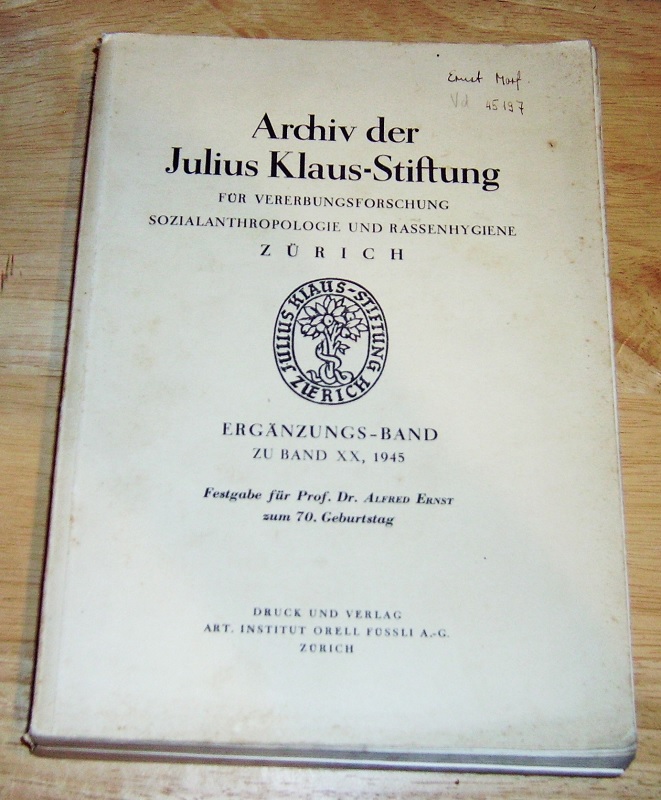 Ernst Morf.
Vd 45197
Archiv der
Julius Klaus-Stiftung
FÜR VERERBUNGSFORSCHUNG
SOZIALANTHROPOLOGIE UND RASSENHYGIENE
ZÜRICH
JULIUS KLAUS-STIFTUNG
ZUERICH
ERGÄNZUNGS-BAND
ZU BAND XX, 1945
Festgabe für Prof. Dr. ALFRED ERNST
zum 70. Geburtstag
DRUCK UND VERLAG
ART. INSTITUT ORELL FÜSSLI A.-G.
ZÜRICH